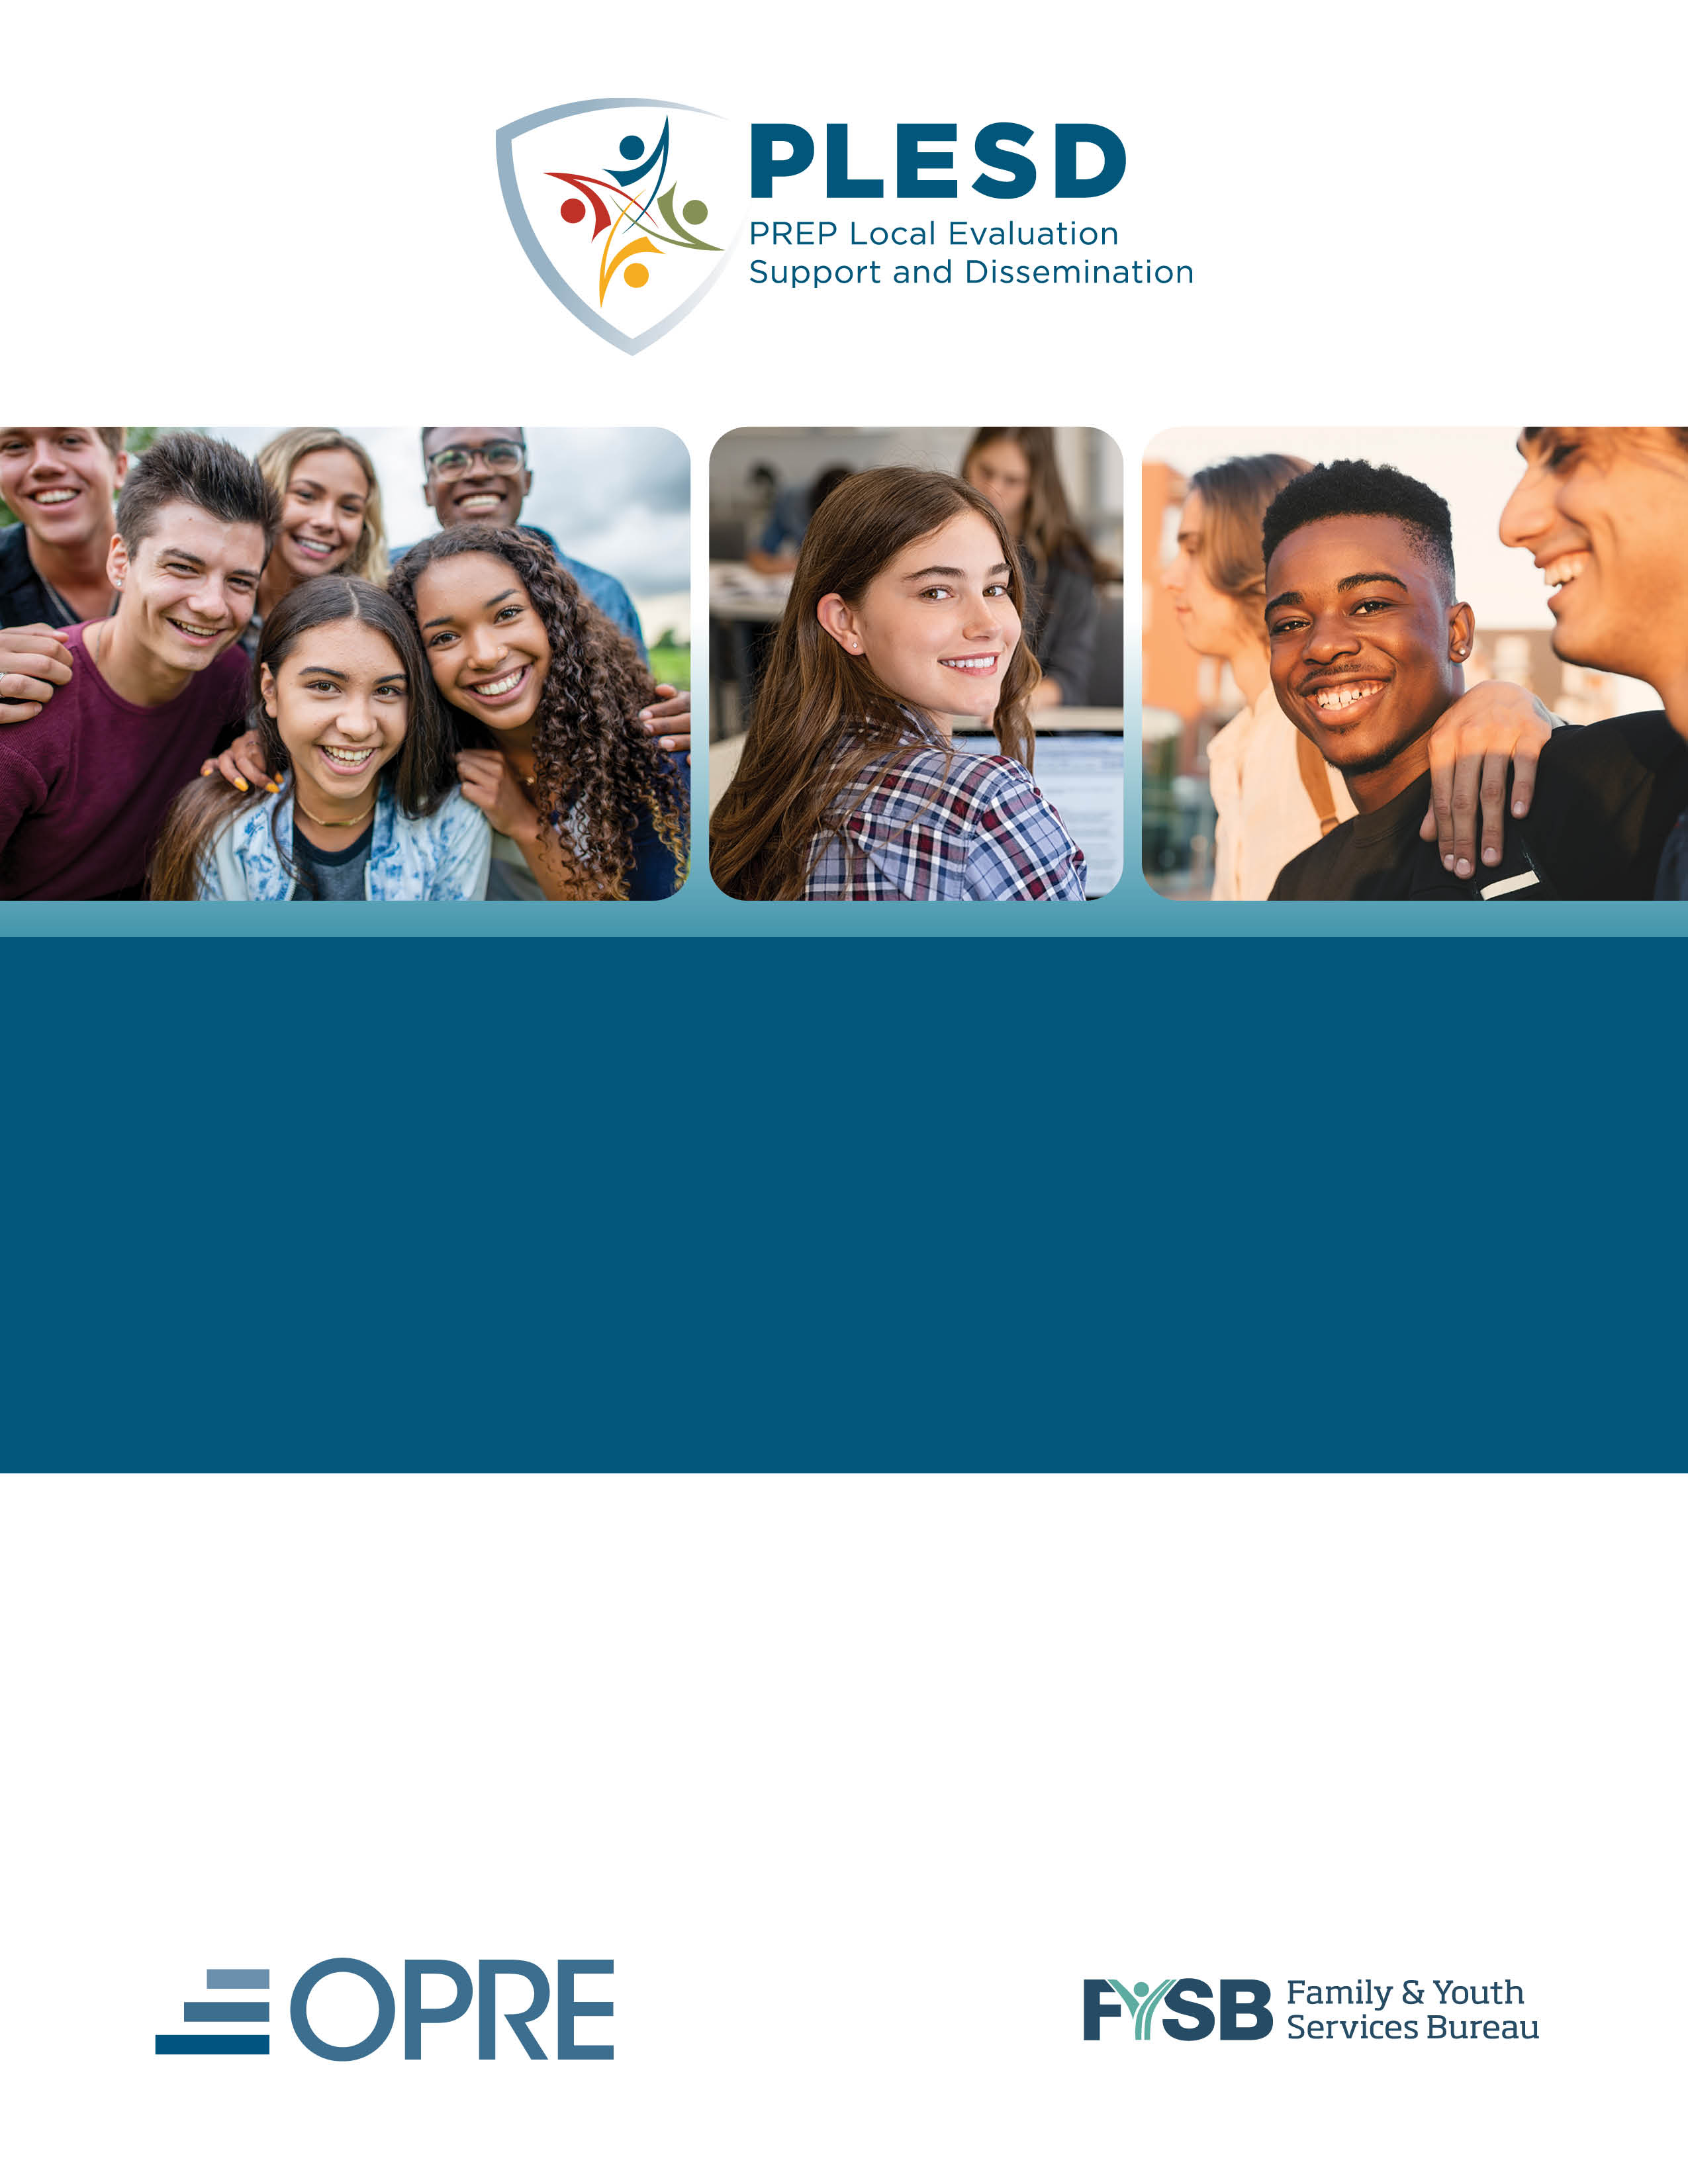 PLESD
PREP Local Evaluation
Support and Dissemination
OPRE
FYSB
Family & Youth
Services Bureau